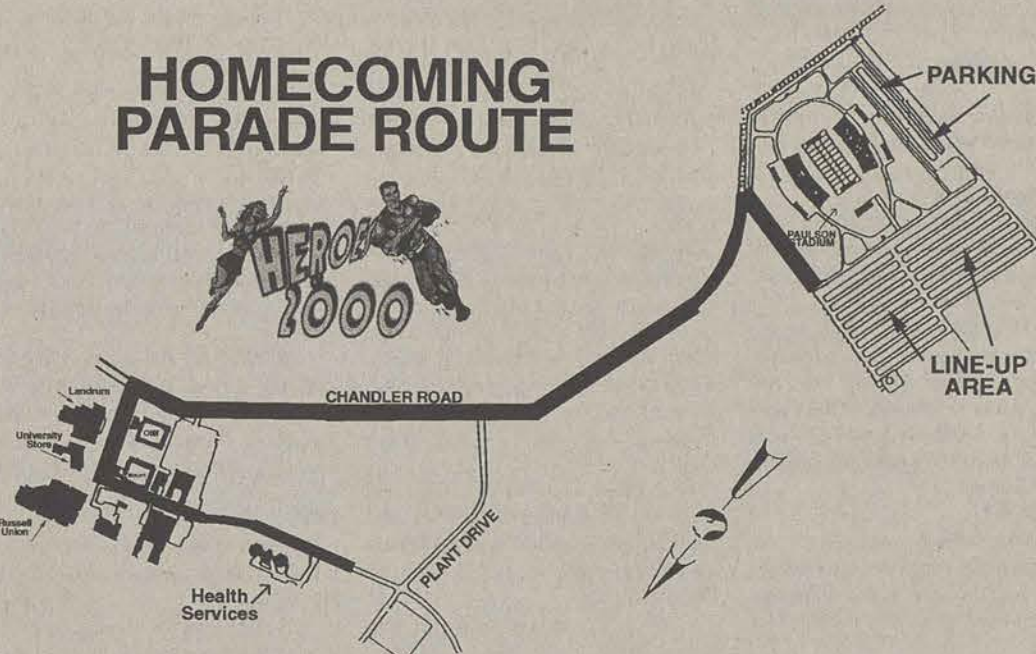 HOMECOMING
PARADE ROUTE
HEROES
2000
PARKING
PAULSON
STADIUM
LINE-UP
AREA
CHANDLER ROAD
Landrum
University
Store
Russell
Union
PLANT DRIVE
Health
Services